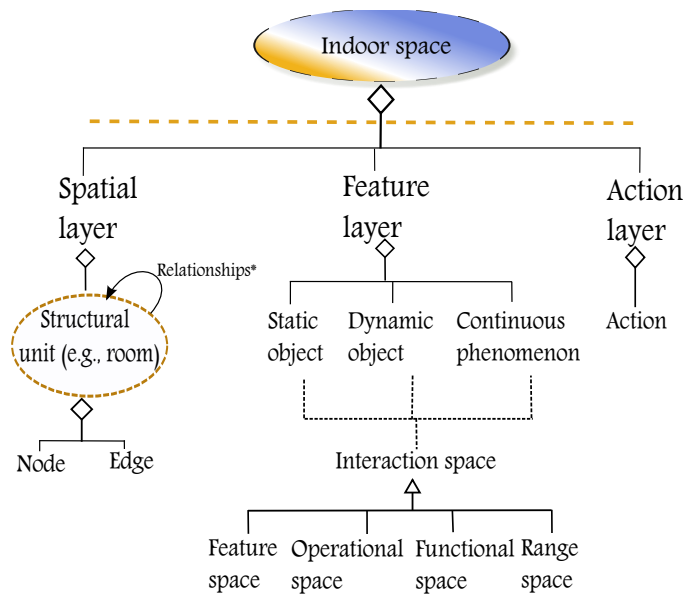 Indoor space
Spatial
layer
Feature
layer
Action
layer
Relationships*
Structural
unit (e.g., room)
Static
object
Dynamic
object
Continuous
phenomenon
Action
Node
Edge
Interaction space
Feature
space
Operational
space
Functional
space
Range
space